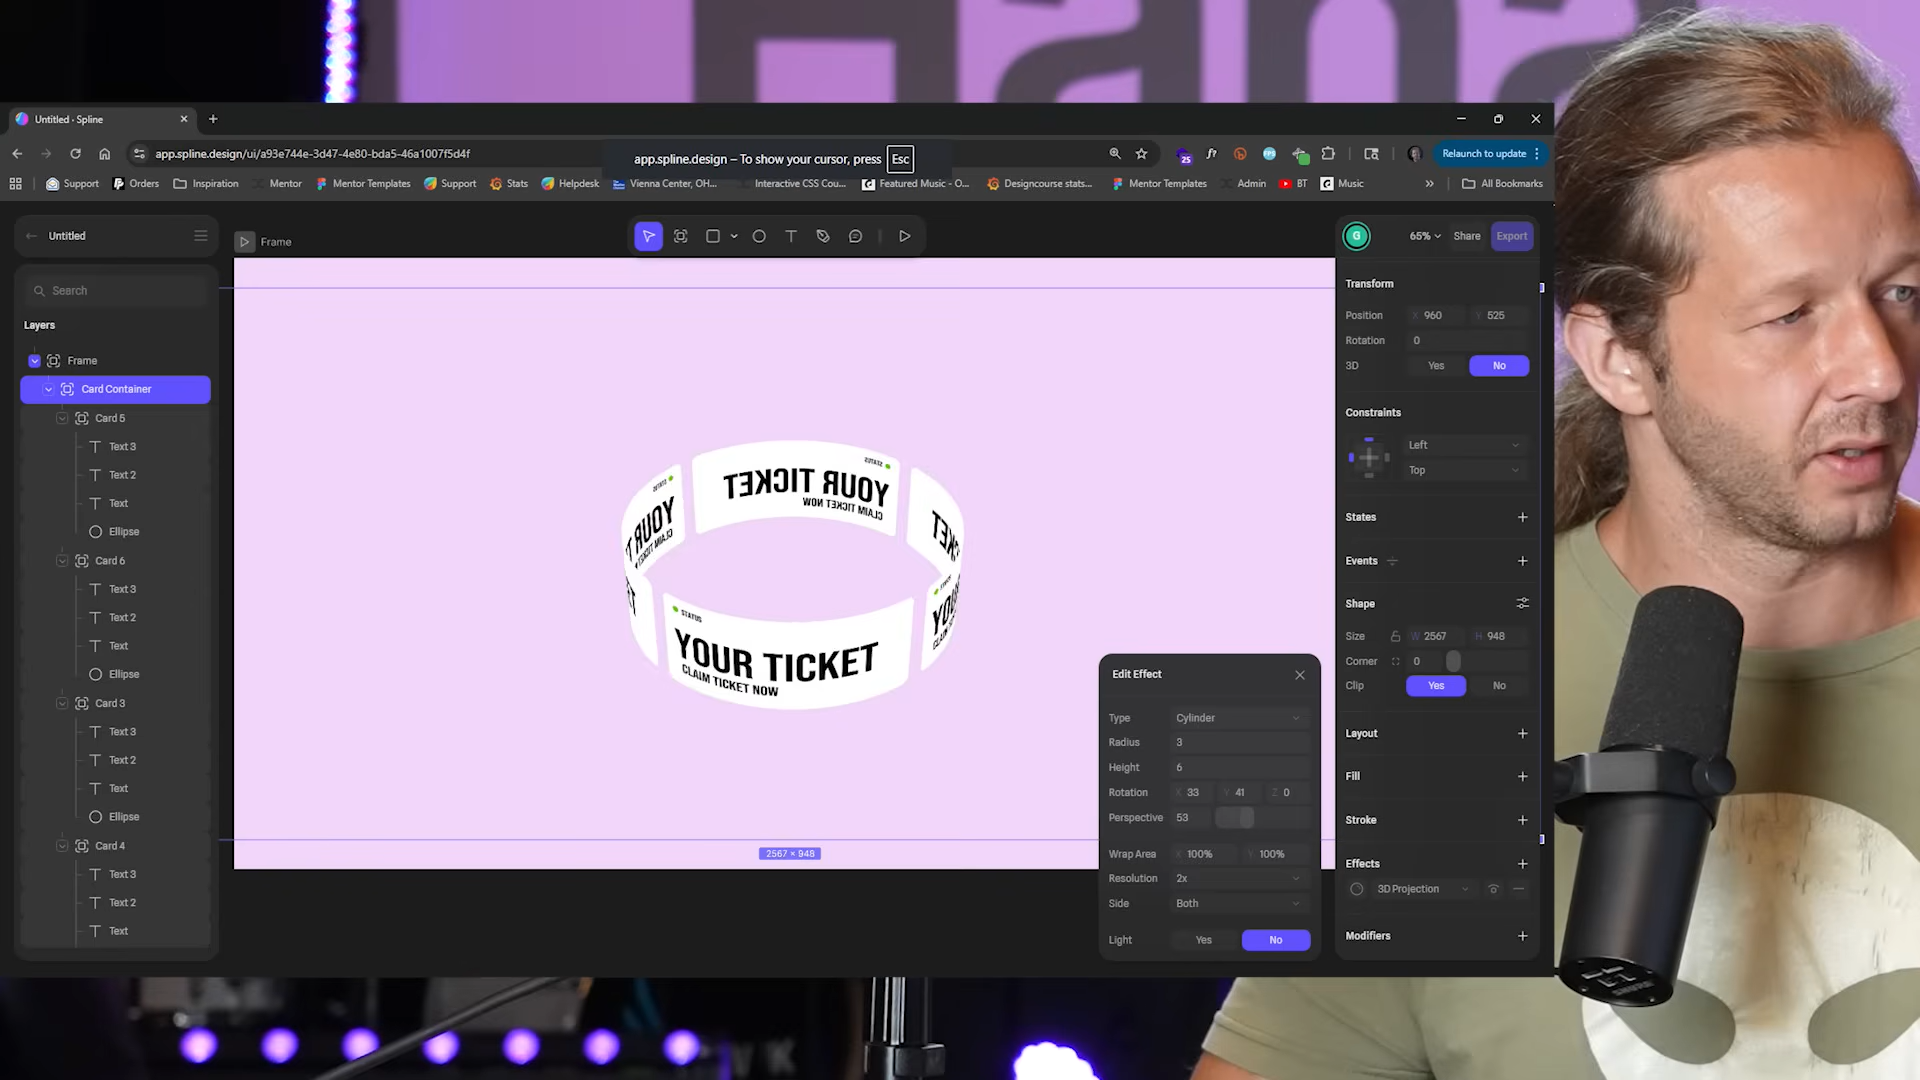 Untitled - Spline
app.spline.design/ui/a93e744e-3d47-4e80-bda5-46a1007f5d4f
app.spline.design – To show your cursor, press Esc
25
f?
Relaunch to update
Support
Orders
Inspiration
Mentor
Mentor Templates
Support
Stats
Helpdesk
Vienna Center, OH...
Interactive CSS Cou...
Featured Music - O...
Designcourse stats...
Mentor Templates
Admin
BT
Music
All Bookmarks
Untitled
Search
Layers
Frame
Card Container
Card 5
Text 3
Text 2
Text
Ellipse
Card 6
Text 3
Text 2
Text
Ellipse
Card 3
Text 3
Text 2
Text
Ellipse
Card 4
Text 3
Text 2
Text
Frame
STATUS
YOUR TICKET
CLAIM TICKET NOW
STATUS
YOUR T
CLAIM TICKET
TICKET
STATUS
YOUR TICKET
CLAIM TICKET NOW
2567 × 948
Edit Effect
Type Cylinder
Radius 3
Height 6
Rotation X 33 Y 41 Z 0
Perspective 53
Wrap Area X 100% Y 100%
Resolution 2x
Side Both
Light Yes No
G
65%
Share
Export
Transform
Position X 960 Y 525
Rotation 0
3D Yes No
Constraints
Left
Top
States
Events
Shape
Size W 2567 H 948
Corner 0
Clip Yes No
Layout
Fill
Stroke
Effects
3D Projection
Modifiers